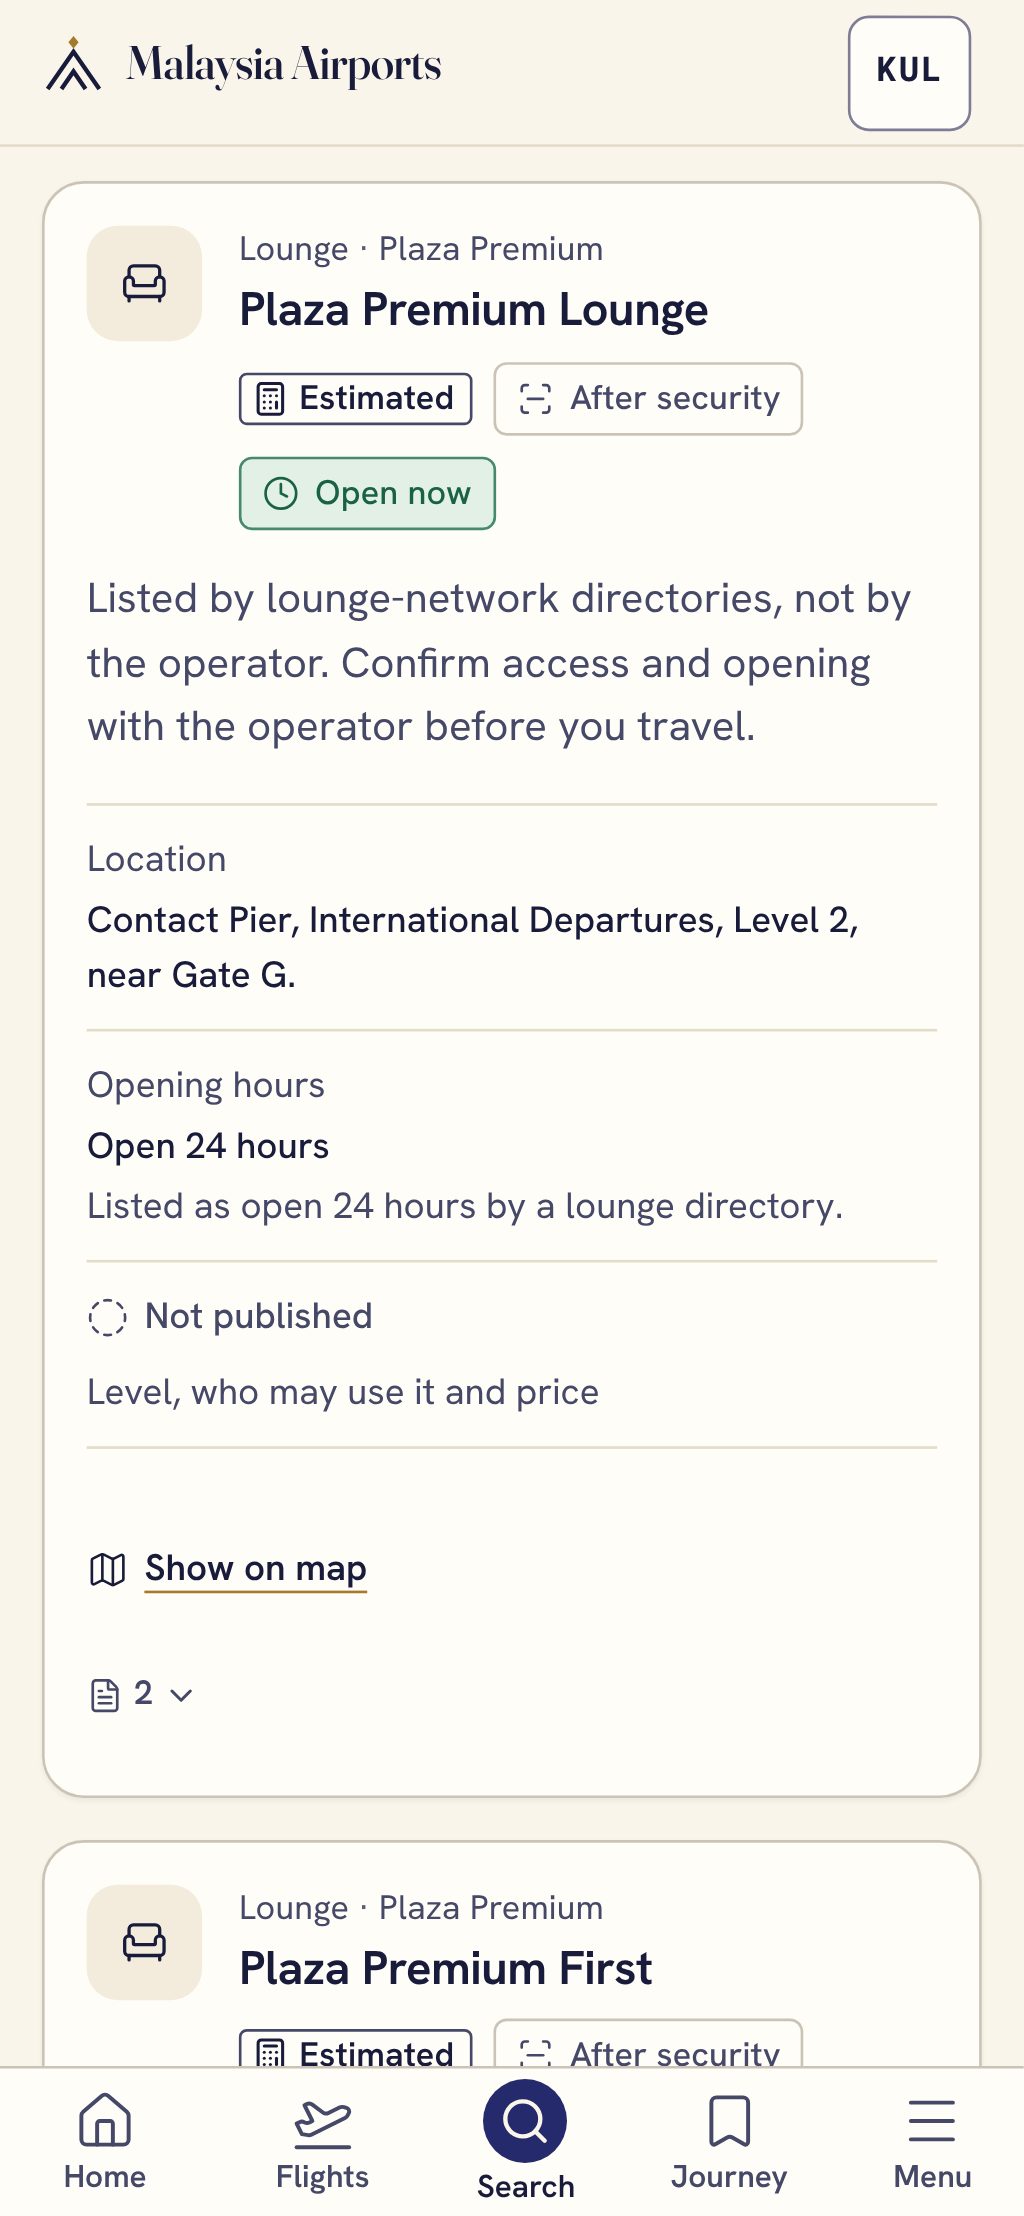 Malaysia Airports
KUL
Lounge · Plaza Premium
Plaza Premium Lounge
Estimated
After security
Open now
Listed by lounge-network directories, not by
the operator. Confirm access and opening
with the operator before you travel.
Location
Contact Pier, International Departures, Level 2,
near Gate G.
Opening hours
Open 24 hours
Listed as open 24 hours by a lounge directory.
Not published
Level, who may use it and price
Show on map
2
Lounge · Plaza Premium
Plaza Premium First
Estimated
After security
Home
Flights
Search
Journey
Menu